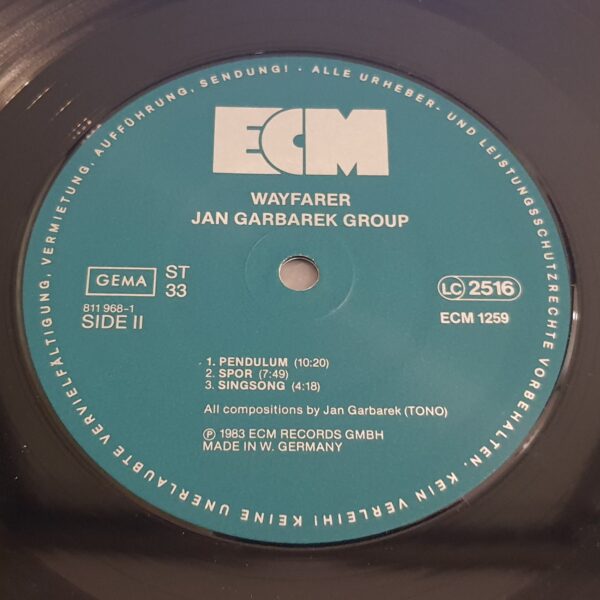 ALLE URHEBER- UND LEISTUNGSSCHUTZRECHTE VORBEHALTEN. KEIN VERLEIH! KEINE UNERLAUBTE VERVIELFÄLTIGUNG, VERMIETUNG, AUFFÜHRUNG, SENDUNG! ·
ECM
WAYFARER
JAN GARBAREK GROUP
GEMA
ST
33
811 968-1
SIDE II
LC 2516
ECM 1259
1. PENDULUM (10:20)
2. SPOR (7:49)
3. SINGSONG (4:18)
All compositions by Jan Garbarek (TONO)
Ⓟ 1983 ECM RECORDS GMBH
MADE IN W. GERMANY